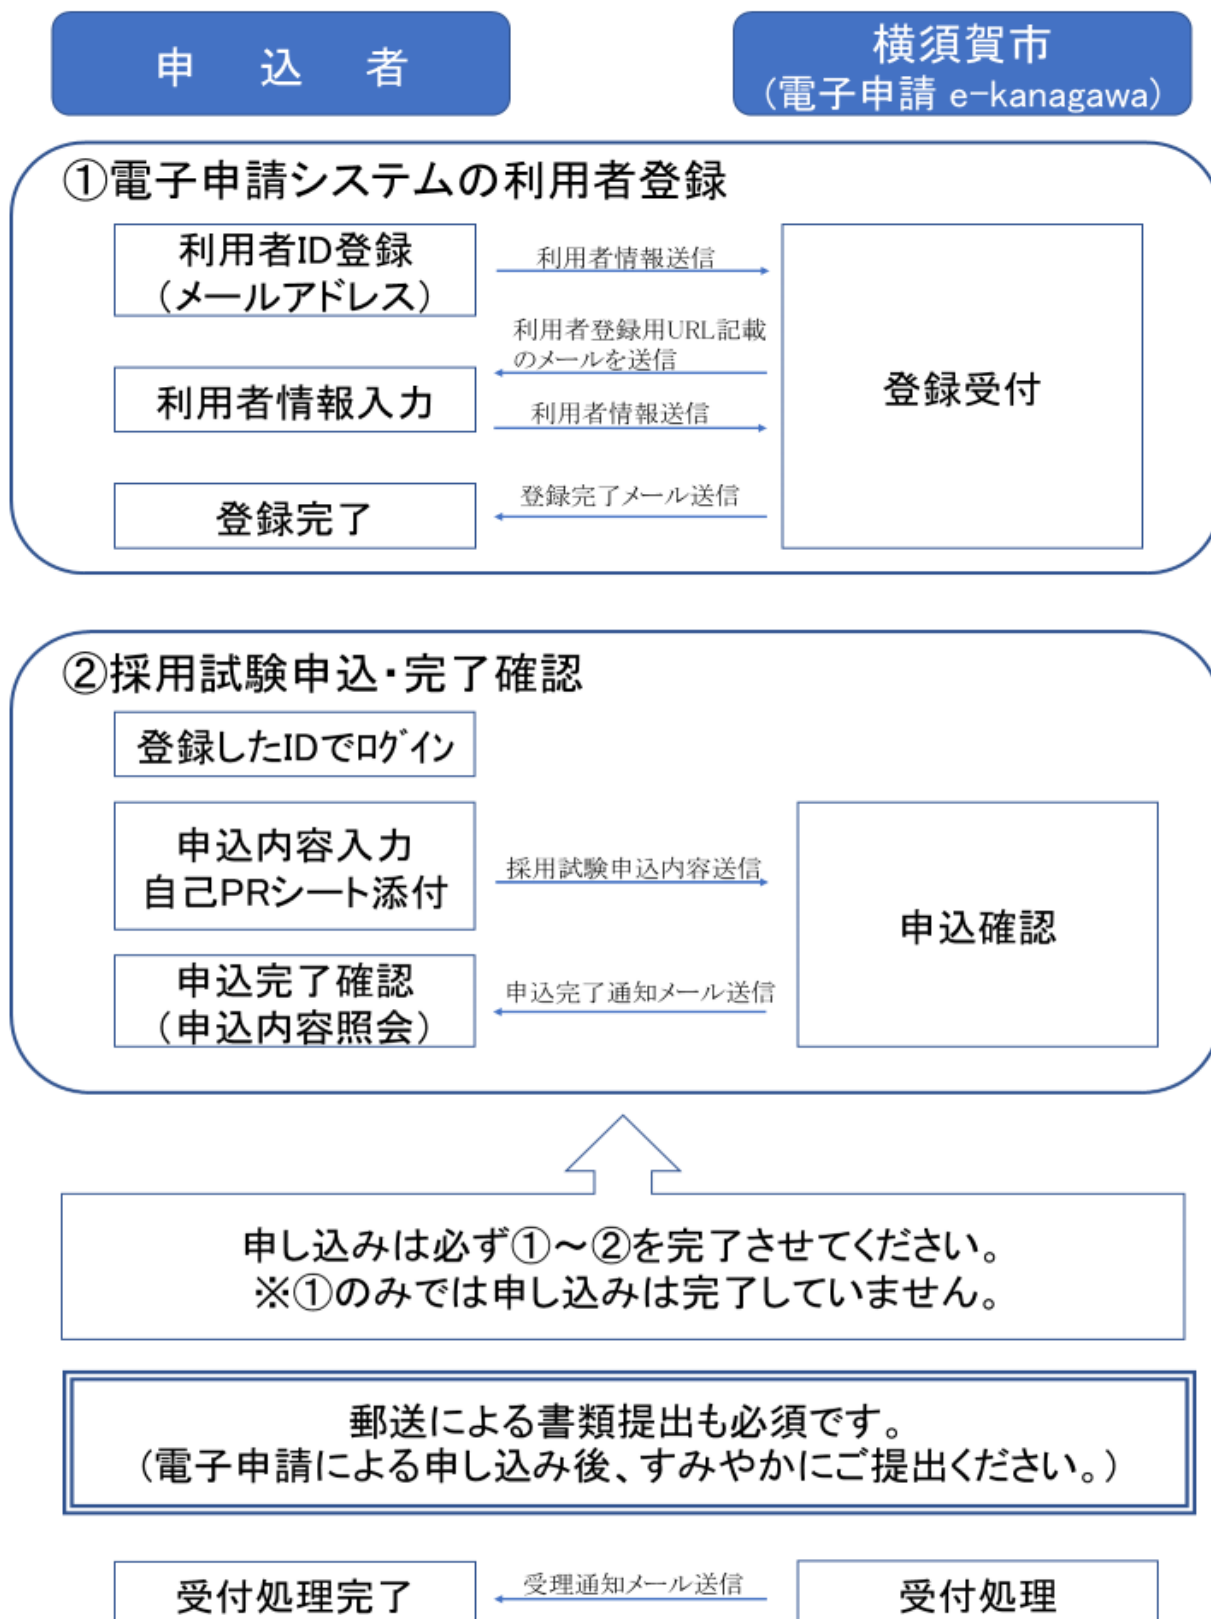 申　込　者
横須賀市
(電子申請 e-kanagawa)
①電子申請システムの利用者登録
利用者ID登録
（メールアドレス）
利用者情報送信
利用者登録用URL記載
のメールを送信
利用者情報入力
利用者情報送信
登録受付
登録完了
登録完了メール送信
②採用試験申込・完了確認
登録したIDでログイン
申込内容入力
自己PRシート添付
採用試験申込内容送信
申込確認
申込完了確認
（申込内容照会）
申込完了通知メール送信
申し込みは必ず①～②を完了させてください。
※①のみでは申し込みは完了していません。
郵送による書類提出も必須です。
（電子申請による申し込み後、すみやかにご提出ください。）
受付処理完了
受理通知メール送信
受付処理